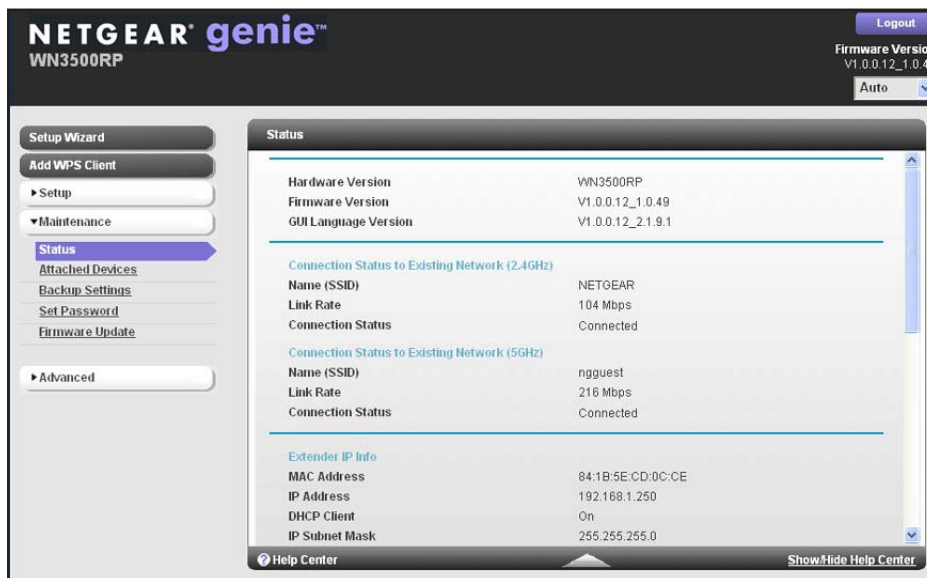 NETGEAR® genie™
WN3500RP
Logout
Firmware Versio
V1.0.0.12_1.0.4
Auto
Setup Wizard
Add WPS Client
Setup
Maintenance
Status
Attached Devices
Backup Settings
Set Password
Firmware Update
Advanced
Status
Hardware Version WN3500RP
Firmware Version V1.0.0.12_1.0.49
GUI Language Version V1.0.0.12_2.1.9.1
Connection Status to Existing Network (2.4GHz)
Name (SSID) NETGEAR
Link Rate 104 Mbps
Connection Status Connected
Connection Status to Existing Network (5GHz)
Name (SSID) ngguest
Link Rate 216 Mbps
Connection Status Connected
Extender IP Info
MAC Address 84:1B:5E:CD:0C:CE
IP Address 192.168.1.250
DHCP Client On
IP Subnet Mask 255.255.255.0
Help Center Show/Hide Help Center